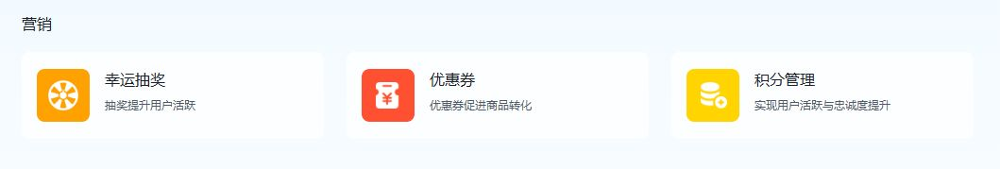 营销
幸运抽奖
抽奖提升用户活跃
优惠券
优惠券促进商品转化
积分管理
实现用户活跃与忠诚度提升